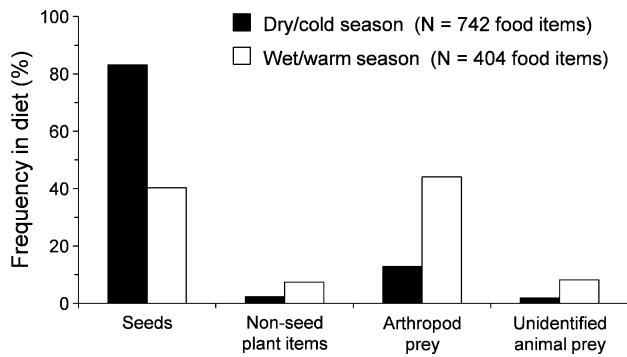 Dry/cold season (N = 742 food items)
Wet/warm season (N = 404 food items)
Frequency in diet (%)
100
80
60
40
20
0
Seeds
Non-seed
plant items
Arthropod
prey
Unidentified
animal prey